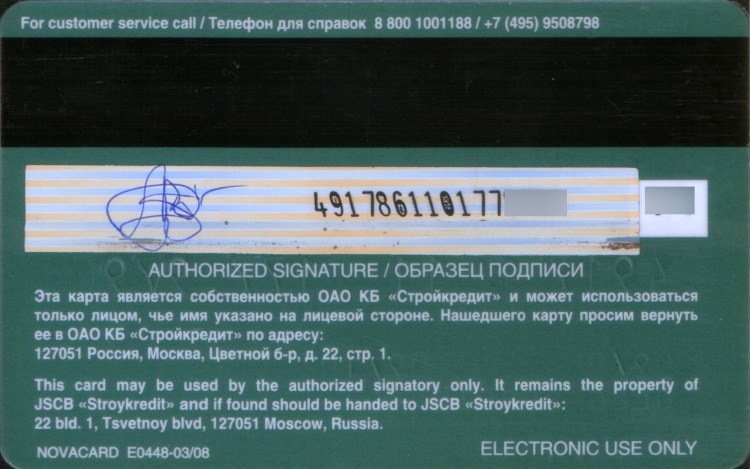 For customer service call / Телефон для справок 8 800 1001188 / +7 (495) 9508798
491786110177
AUTHORIZED SIGNATURE / ОБРАЗЕЦ ПОДПИСИ
Эта карта является собственностью ОАО КБ «Стройкредит» и может использоваться
только лицом, чье имя указано на лицевой стороне. Нашедшего карту просим вернуть
ее в ОАО КБ «Стройкредит» по адресу:
127051 Россия, Москва, Цветной б-р, д. 22, стр. 1.
This card may be used by the authorized signatory only. It remains the property of
JSCB «Stroykredit» and if found should be handed to JSCB «Stroykredit»:
22 bld. 1, Tsvetnoy blvd, 127051 Moscow, Russia.
NOVACARD E0448-03/08
ELECTRONIC USE ONLY